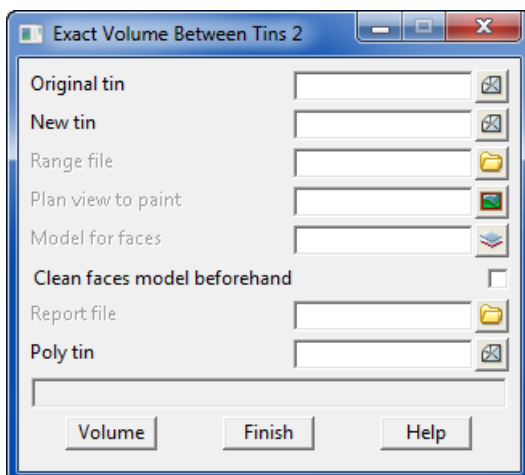 Exact Volume Between Tins 2
Original tin
New tin
Range file
Plan view to paint
Model for faces
Clean faces model beforehand
Report file
Poly tin
Volume Finish Help